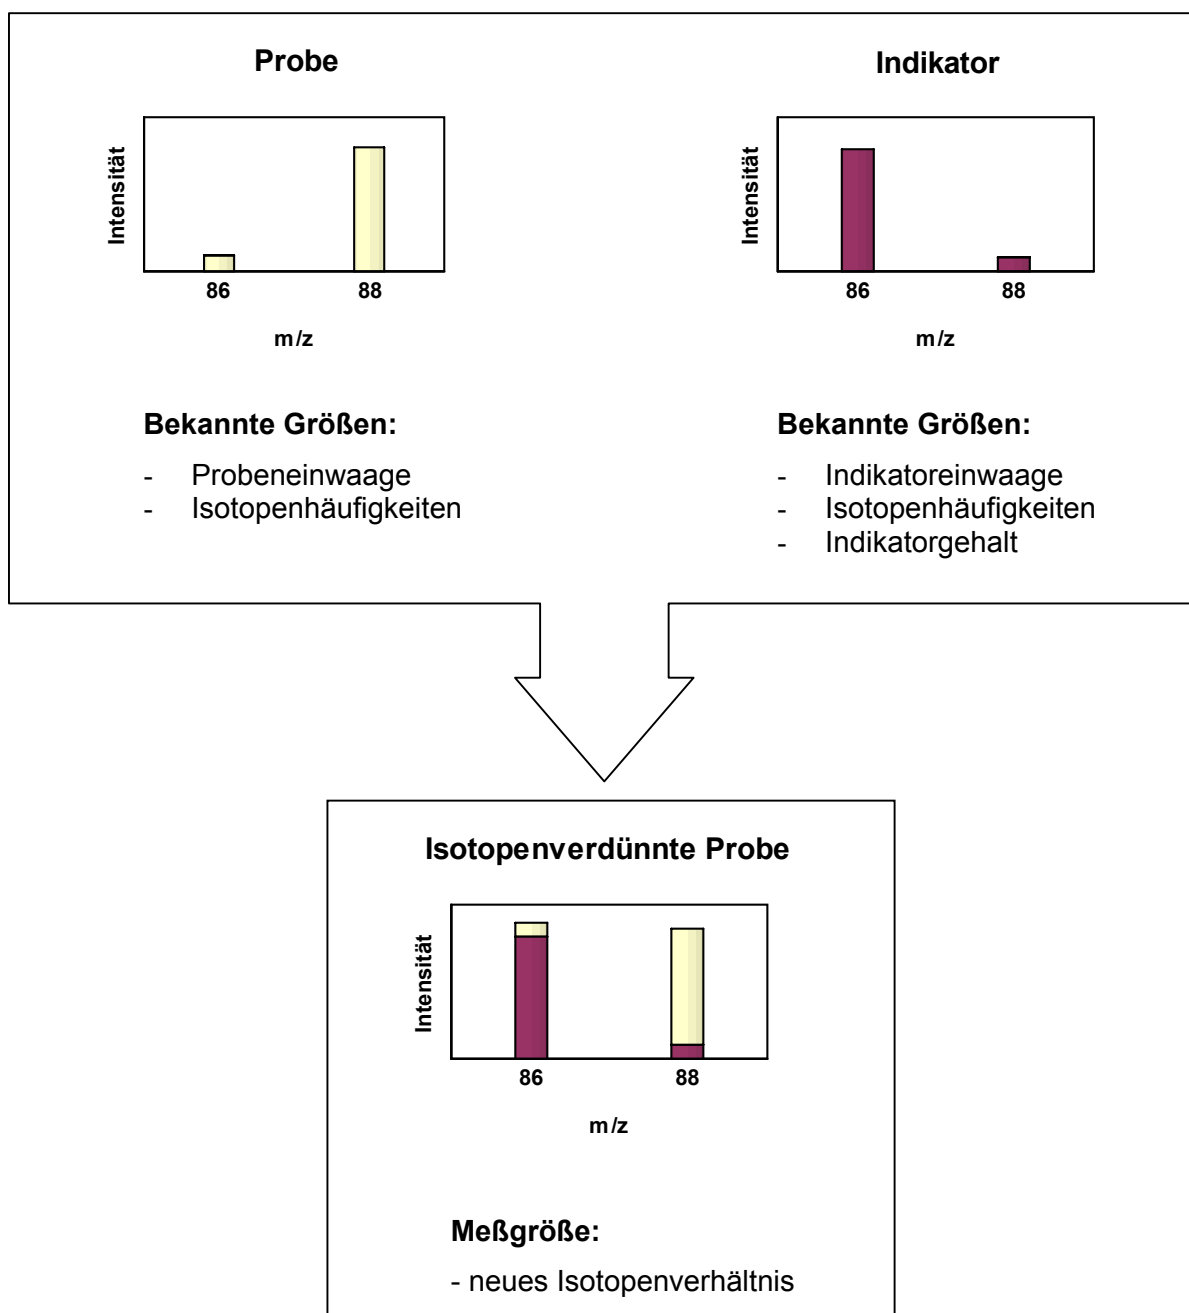 Probe
Intensität
86 88
m/z
Bekannte Größen:
- Probeneinwaage
- Isotopenhäufigkeiten
Indikator
Intensität
86 88
m/z
Bekannte Größen:
- Indikatoreinwaage
- Isotopenhäufigkeiten
- Indikatorgehalt
Isotopenverdünnte Probe
Intensität
86 88
m/z
Meßgröße:
- neues Isotopenverhältnis